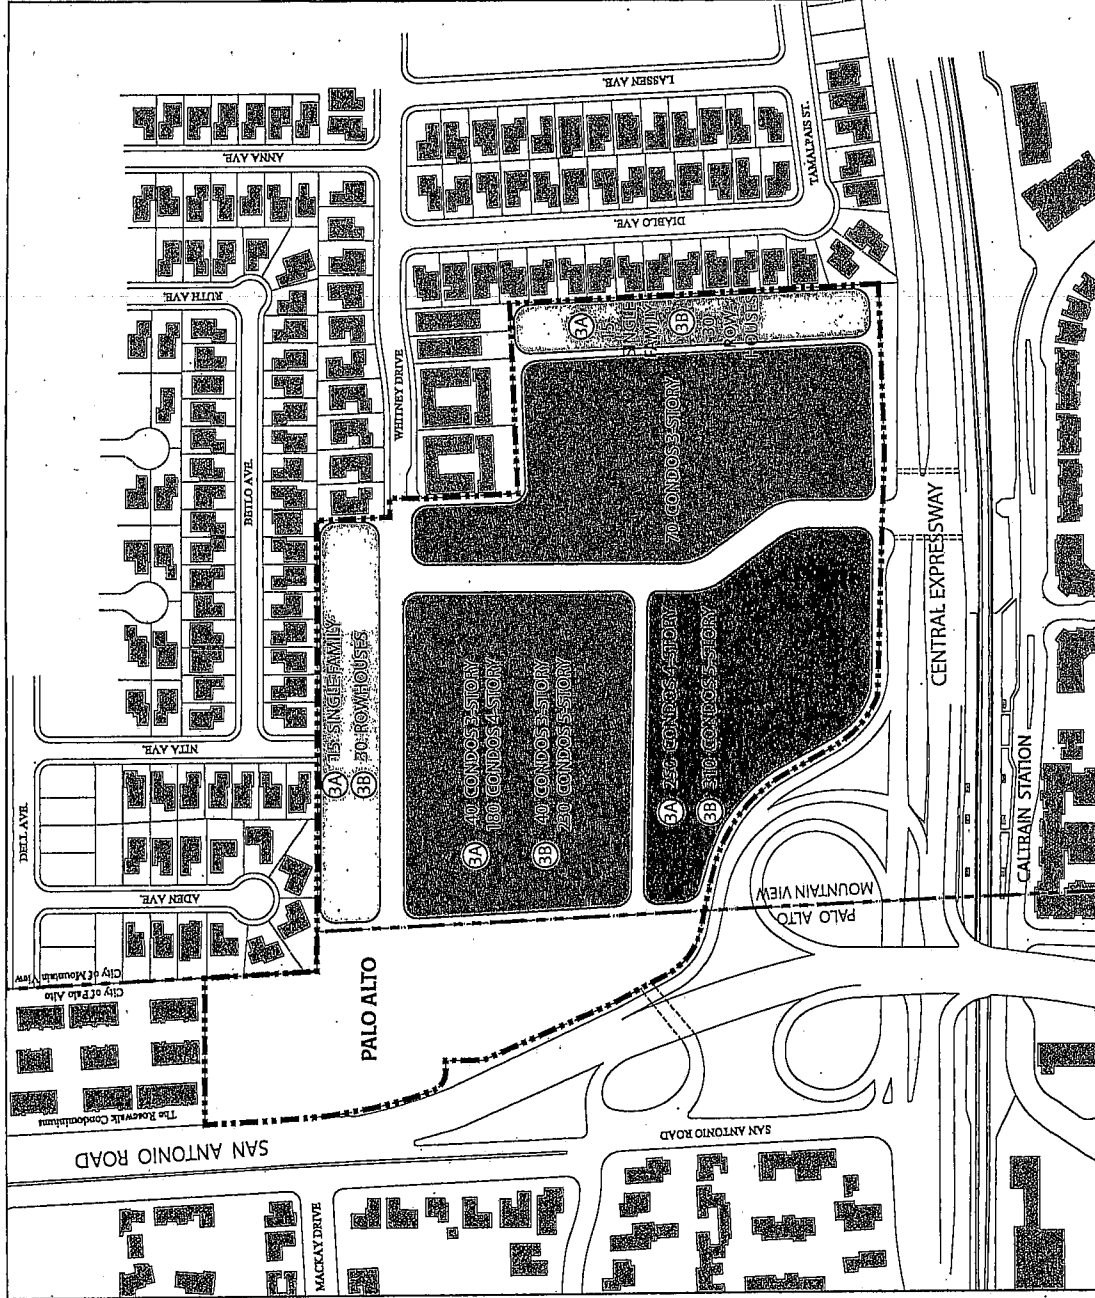 LASSEN AVE.
TAMALPAIS ST.
ANNA AVE.
DIABLO AVE.
RUTH AVE.
WHITNEY DRIVE
3A
15
SINGLE
FAMILY
3B
30
ROW
HOUSES
70 CONDOS 3-STORY
BEILO AVE.
CENTRAL EXPRESSWAY
3A 15 SINGLE FAMILY
3B 30 ROWHOUSES
3A
40 CONDOS 3-STORY
180 CONDOS 4-STORY
3B
40 CONDOS 3-STORY
230 CONDOS 5-STORY
3A 250 CONDOS 4-STORY
3B 310 CONDOS 5-STORY
NITA AVE.
DELL AVE.
ADEN AVE.
CALTRAIN STATION
MOUNTAIN VIEW
PALO ALTO
City of Mountain View
City of Palo Alto
PALO ALTO
The Rosewalk Condominiums
SAN ANTONIO ROAD
SAN ANTONIO ROAD
MACKAY DRIVE